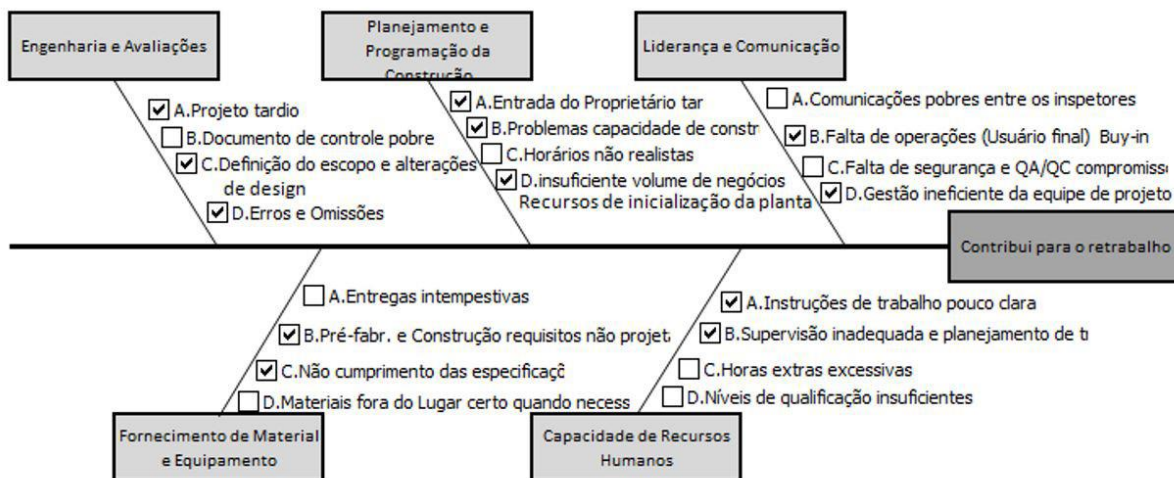 Engenharia e Avaliações
A.Projeto tardio
B.Documento de controle pobre
C.Definição do escopo e alterações
de design
D.Erros e Omissões
Planejamento e
Programação da
Construção
A.Entrada do Proprietário tar
B.Problemas capacidade de constr
C.Horários não realistas
D.insuficiente volume de negócios
Recursos de inicialização da planta
Liderança e Comunicação
A.Comunicações pobres entre os inspetores
B.Falta de operações (Usuário final) Buy-in
C.Falta de segurança e QA/QC compromisso
D.Gestão ineficiente da equipe de projeto
Contribui para o retrabalho
A.Entregas intempestivas
B.Pré-fabr. e Construção requisitos não projeta
C.Não cumprimento das especificaçõ
D.Materiais fora do Lugar certo quando necess
Fornecimento de Material
e Equipamento
A.Instruções de trabalho pouco clara
B.Supervisão inadequada e planejamento de tr
C.Horas extras excessivas
D.Níveis de qualificação insuficientes
Capacidade de Recursos
Humanos